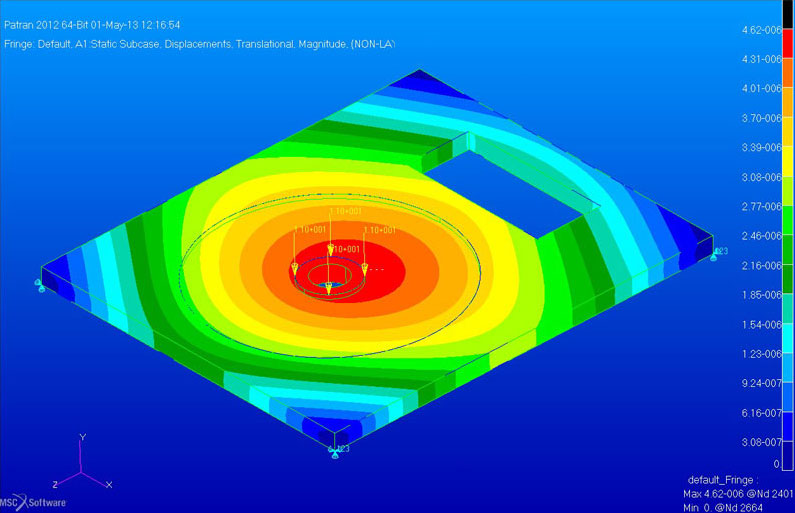 Patran 2012 64-Bit 01-May-13 12:16:54
Fringe: Default, A1:Static Subcase, Displacements, Translational, Magnitude, (NON-LA
4.62-006
4.31-006
4.01-006
3.70-006
3.39-006
3.08-006
2.77-006
2.46-006
2.16-006
1.85-006
1.54-006
1.23-006
9.24-007
6.16-007
3.08-007
0.
1.10+001
1.10+001
1.10+001
10+001
123
123
Y
Z
X
MSC Software
default_Fringe :
Max 4.62-006 @Nd 2401
Min 0. @Nd 2664